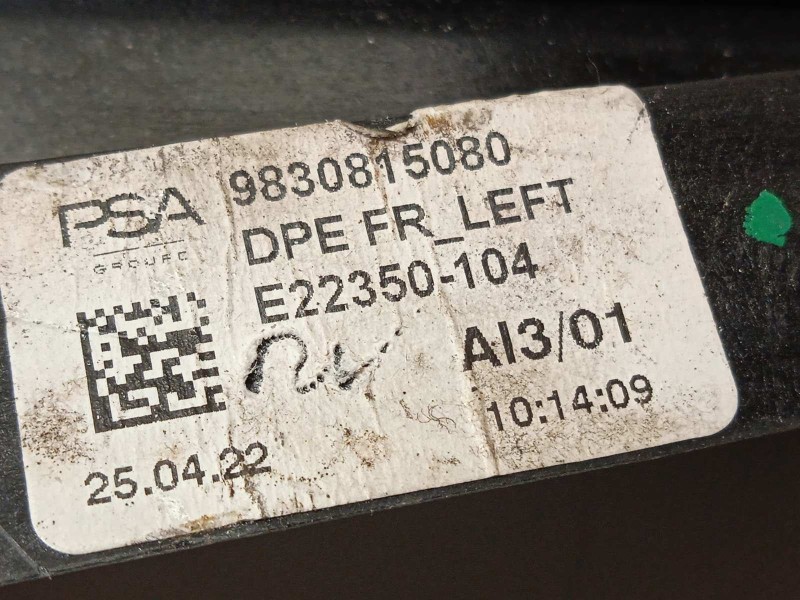 PSA
GROUPE
9830815080
DPE FR_LEFT
E22350-104
AI3/01
10:14:09
25.04.22